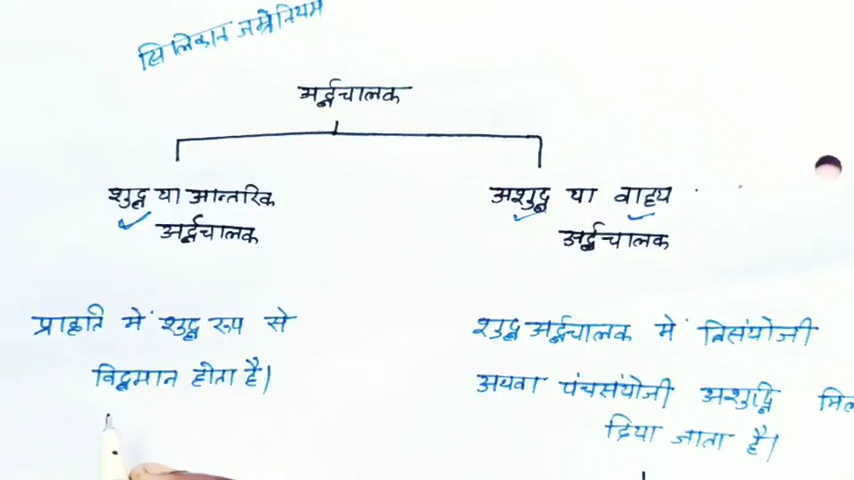 सिलिकान जर्मेनियम
अर्द्धचालक
शुद्ध या आन्तरिक
अर्द्धचालक
अशुद्ध या वाह्य
अर्द्धचालक
प्राकृति में शुद्ध रूप से
विद्वमान होता है।
शुद्ध अर्द्धचालक में त्रिसंयोजी
अथवा पंचसंयोजी अशुद्धि मिल
दिया जाता है।